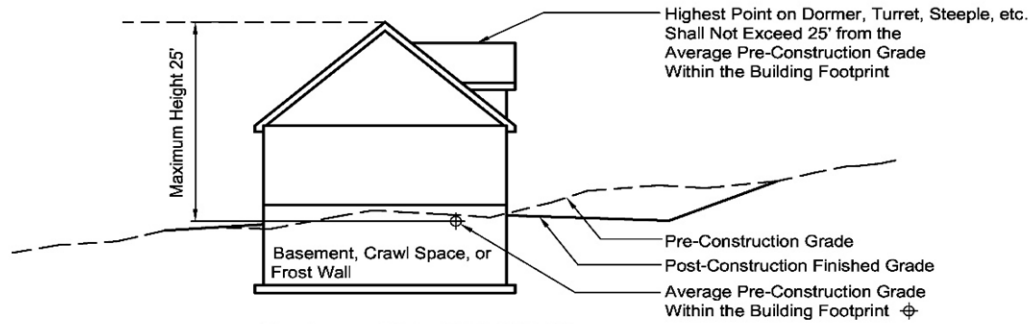 Highest Point on Dormer, Turret, Steeple, etc.
Shall Not Exceed 25' from the
Average Pre-Construction Grade
Within the Building Footprint
Maximum Height 25'
Basement, Crawl Space, or
Frost Wall
Pre-Construction Grade
Post-Construction Finished Grade
Average Pre-Construction Grade
Within the Building Footprint